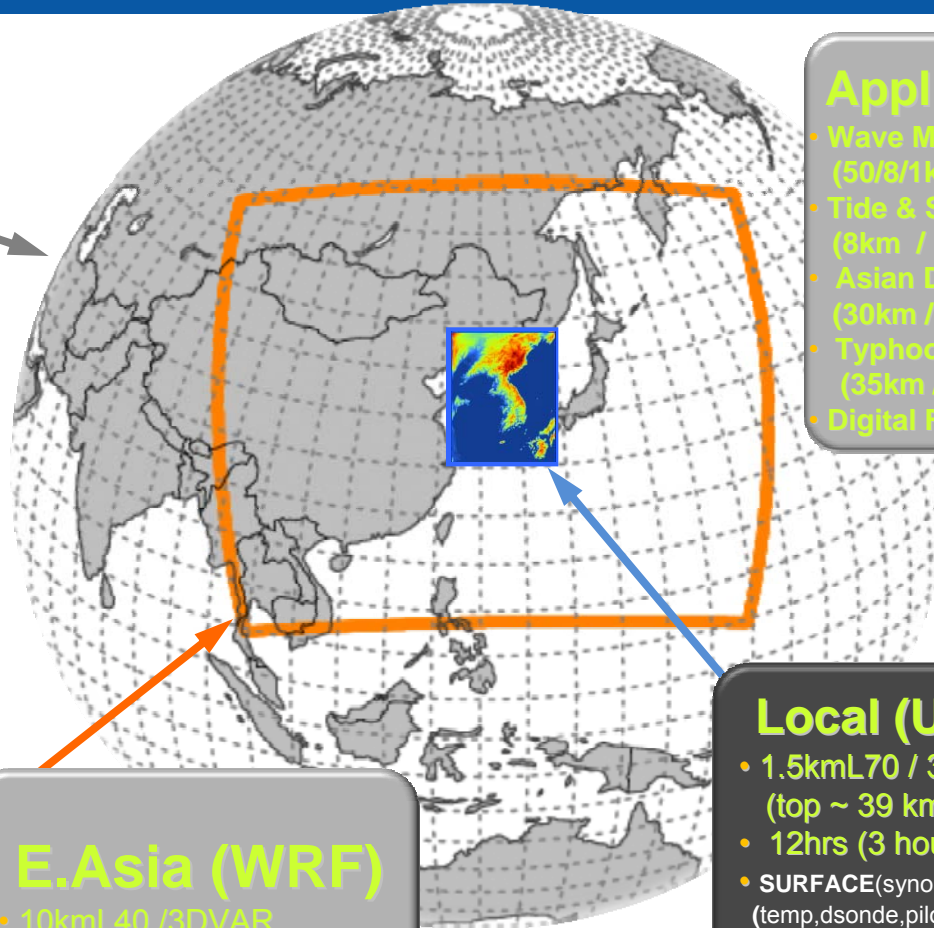 Appl
Wave M
(50/8/1k
Tide & S
(8km /
Asian D
(30km /
Typhoo
(35km
Digital F
Local (U
• 1.5kmL70 / 3
(top ~ 39 km
• 12hrs (3 hou
• SURFACE(syno
(temp,dsonde,pilo
E.Asia (WRF)
• 10kmL40 /3DVAR